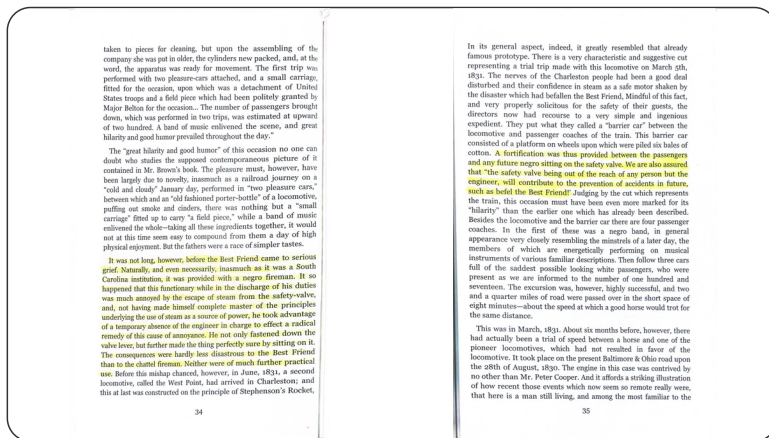 taken to pieces for cleaning, but upon the assembling of the
company she was put in older, the cylinders new packed, and, at the
word, the apparatus was ready for movement. The first trip was
performed with two pleasure-cars attached, and a small carriage,
fitted for the occasion, upon which was a detachment of United
States troops and a field piece which had been politely granted by
Major Belton for the occasion... The number of passengers brought
down, which was performed in two trips, was estimated at upward
of two hundred. A band of music enlivened the scene, and great
hilarity and good humor prevailed throughout the day."
The "great hilarity and good humor" of this occasion no one can
doubt who studies the supposed contemporaneous picture of it
contained in Mr. Brown's book. The pleasure must, however, have
been largely due to novelty, inasmuch as a railroad journey on a
"cold and cloudy" January day, performed in "two pleasure cars,"
between which and an "old fashioned porter-bottle" of a locomotive,
puffing out smoke and cinders, there was nothing but a "small
carriage" fitted up to carry "a field piece," while a band of music
enlivened the whole—taking all these ingredients together, it would
not at this time seem easy to compound from them a day of high
physical enjoyment. But the fathers were a race of simpler tastes.
It was not long, however, before the Best Friend came to serious
grief. Naturally, and even necessarily, inasmuch as it was a South
Carolina institution, it was provided with a negro fireman. It so
happened that this functionary while in the discharge of his duties
was much annoyed by the escape of steam from the safety-valve,
and, not having made himself complete master of the principles
underlying the use of steam as a source of power, he took advantage
of a temporary absence of the engineer in charge to effect a radical
remedy of this cause of annoyance. He not only fastened down the
valve lever, but further made the thing perfectly sure by sitting on it.
The consequences were hardly less disastrous to the Best Friend
than to the chattel fireman. Neither were of much further practical
use. Before this mishap chanced, however, in June, 1831, a second
locomotive, called the West Point, had arrived in Charleston; and
this at last was constructed on the principle of Stephenson's Rocket,
34
In its general aspect, indeed, it greatly resembled that already
famous prototype. There is a very characteristic and suggestive cut
representing a trial trip made with this locomotive on March 5th,
1831. The nerves of the Charleston people had been a good deal
disturbed and their confidence in steam as a safe motor shaken by
the disaster which had befallen the Best Friend, Mindful of this fact,
and very properly solicitous for the safety of their guests, the
directors now had recourse to a very simple and ingenious
expedient. They put what they called a "barrier car" between the
locomotive and passenger coaches of the train. This barrier car
consisted of a platform on wheels upon which were piled six bales of
cotton. A fortification was thus provided between the passengers
and any future negro sitting on the safety valve. We are also assured
that "the safety valve being out of the reach of any person but the
engineer, will contribute to the prevention of accidents in future,
such as befel the Best Friend!' Judging by the cut which represents
the train, this occasion must have been even more marked for its
"hilarity" than the earlier one which has already been described.
Besides the locomotive and the barrier car there are four passenger
coaches. In the first of these was a negro band, in general
appearance very closely resembling the minstrels of a later day, the
members of which are energetically performing on musical
instruments of various familiar descriptions. Then follow three cars
full of the saddest possible looking white passengers, who were
present as we are informed to the number of one hundred and
seventeen. The excursion was, however, highly successful, and two
and a quarter miles of road were passed over in the short space of
eight minutes—about the speed at which a good horse would trot for
the same distance.
This was in March, 1831. About six months before, however, there
had actually been a trial of speed between a horse and one of the
pioneer locomotives, which had not resulted in favor of the
locomotive. It took place on the present Baltimore & Ohio road upon
the 28th of August, 1830. The engine in this case was contrived by
no other than Mr. Peter Cooper. And it affords a striking illustration
of how recent those events which now seem so remote really were,
that here is a man still living, and among the most familiar to the
35